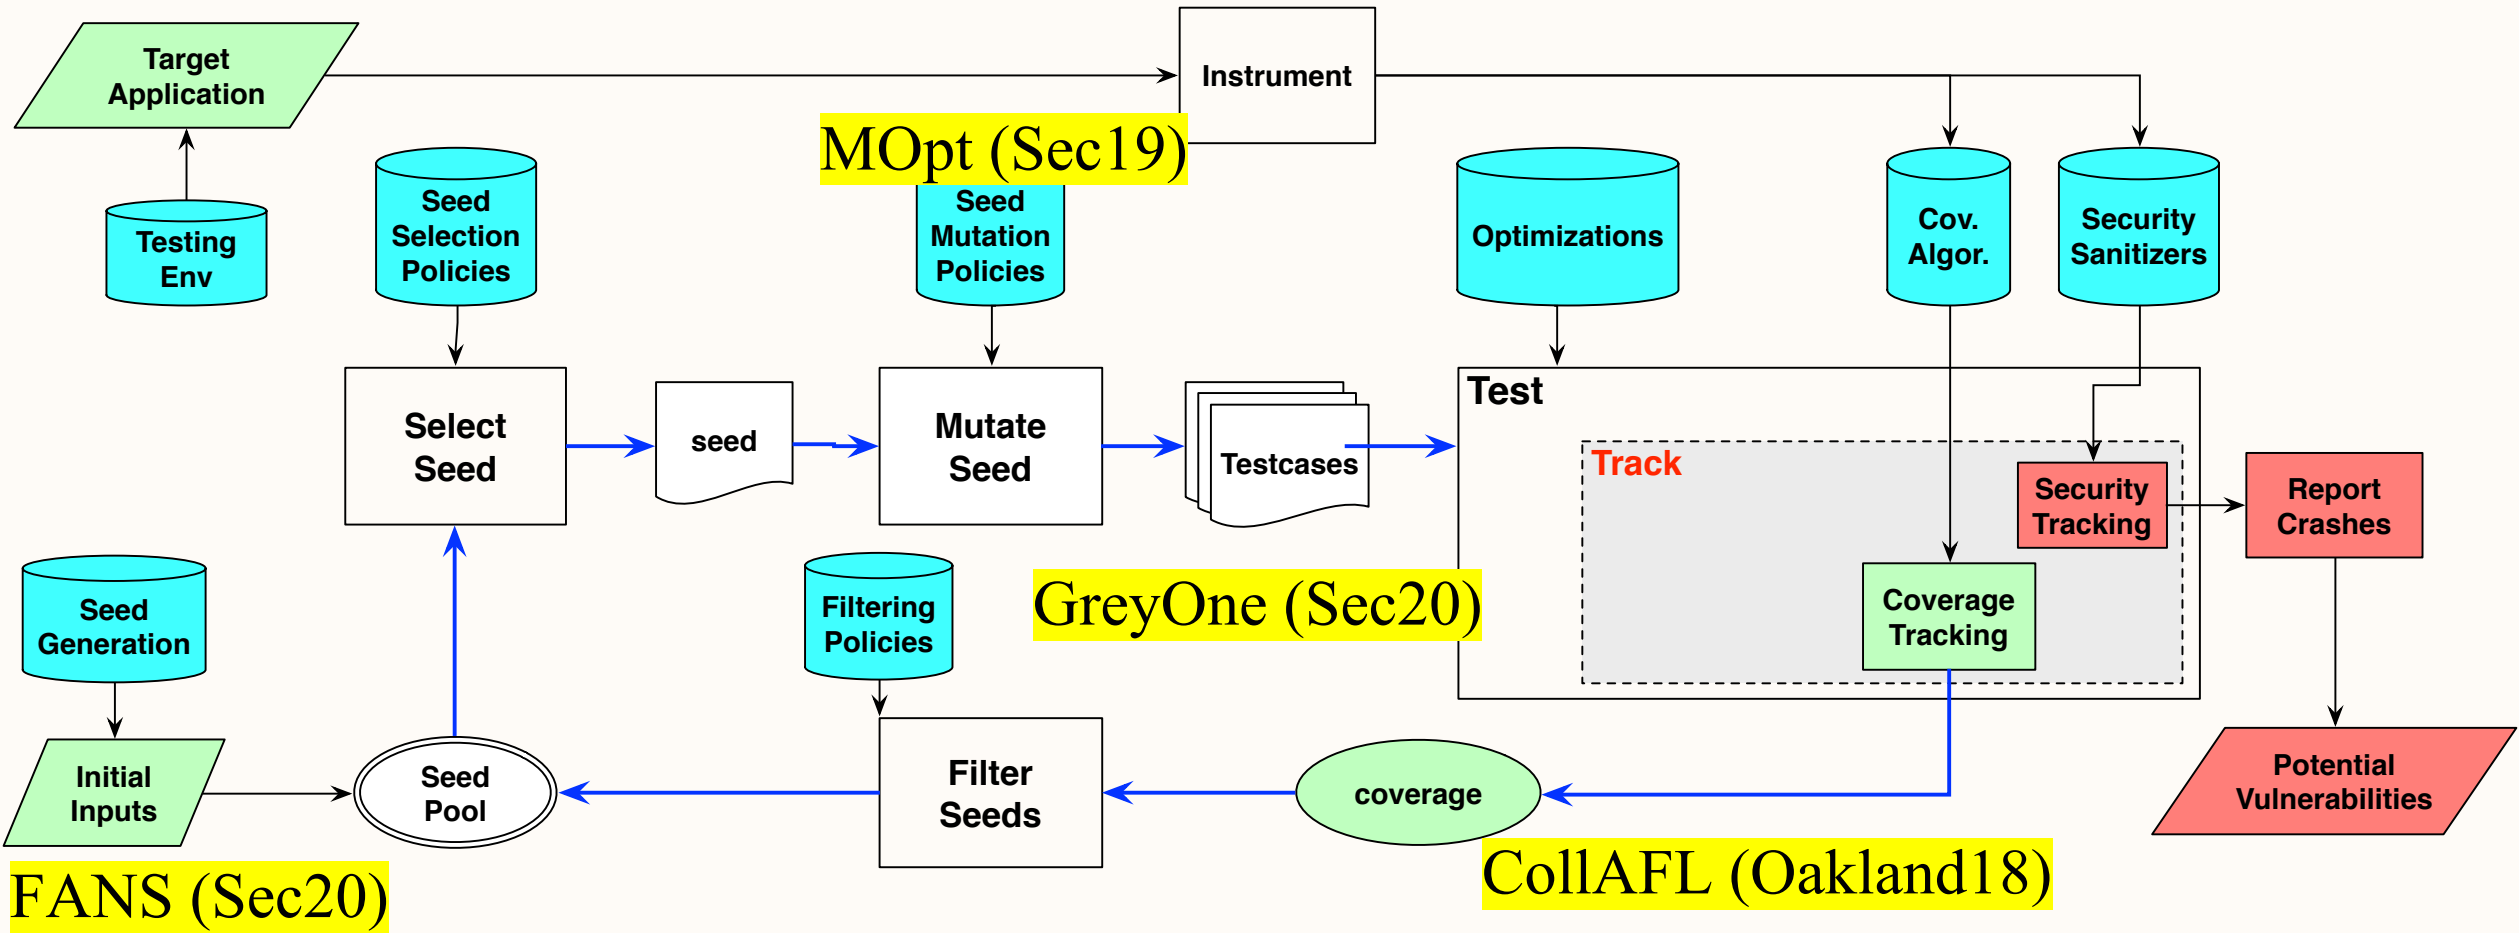 Target
Application
Instrument
MOpt (Sec19)
Testing
Env
Seed
Selection
Policies
Seed
Mutation
Policies
Optimizations
Cov.
Algor.
Security
Sanitizers
Select
Seed
seed
Mutate
Seed
Testcases
Test
Track
Security
Tracking
Report
Crashes
Seed
Generation
Filtering
Policies
GreyOne (Sec20)
Coverage
Tracking
Initial
Inputs
Seed
Pool
Filter
Seeds
coverage
Potential
Vulnerabilities
FANS (Sec20)
CollAFL (Oakland18)